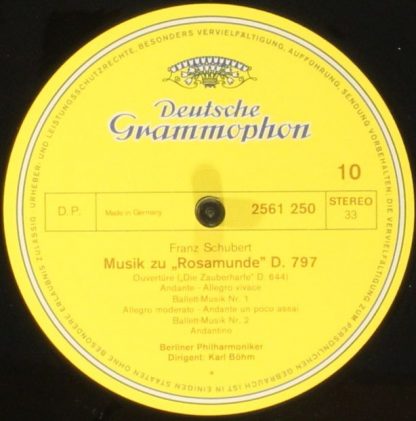 Deutsche
Grammophon
10
D.P. Made in Germany 2561 250 STEREO 33
Franz Schubert
Musik zu „Rosamunde” D. 797
Ouvertüre („Die Zauberharfe” D. 644)
Andante - Allegro vivace
Ballett-Musik Nr. 1
Allegro moderato - Andante un poco assai
Ballett-Musik Nr. 2
Andantino
Berliner Philharmoniker
Dirigent: Karl Böhm
URHEBER- UND LEISTUNGSSCHUTZRECHTE, BESONDERS VERVIELFÄLTIGUNG, AUFFÜHRUNG, SENDUNG VORBEHALTEN. DIE VERVIELFÄLTIGUNG ZUM PERSÖNLICHEN GEBRAUCH IST IN EINIGEN STAATEN OHNE BESONDERE ERLAUBNIS ZULÄSSIG